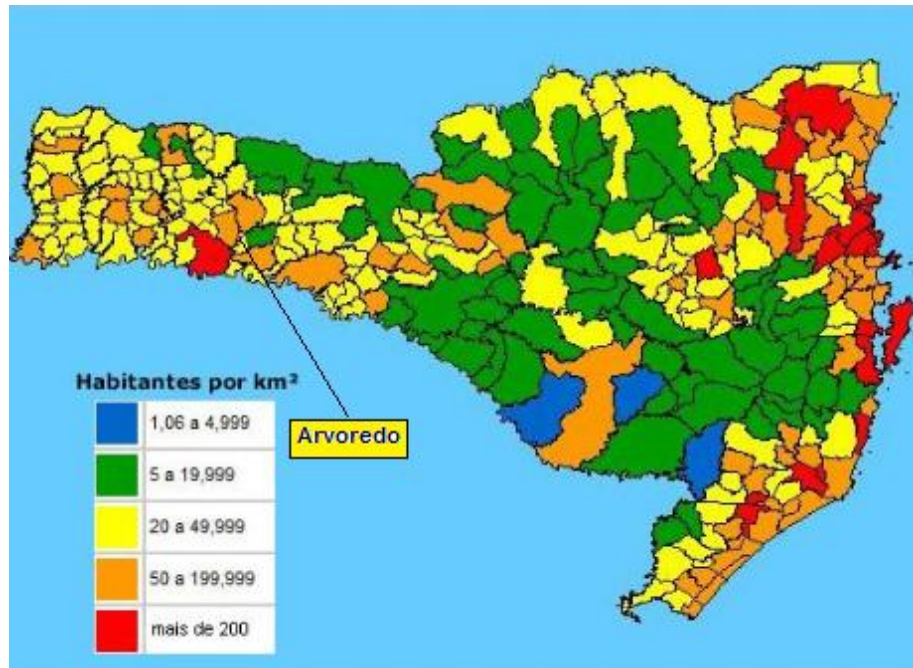 Habitantes por km²
1,06 a 4,999
5 a 19,999
20 a 49,999
50 a 199,999
mais de 200
Arvoredo